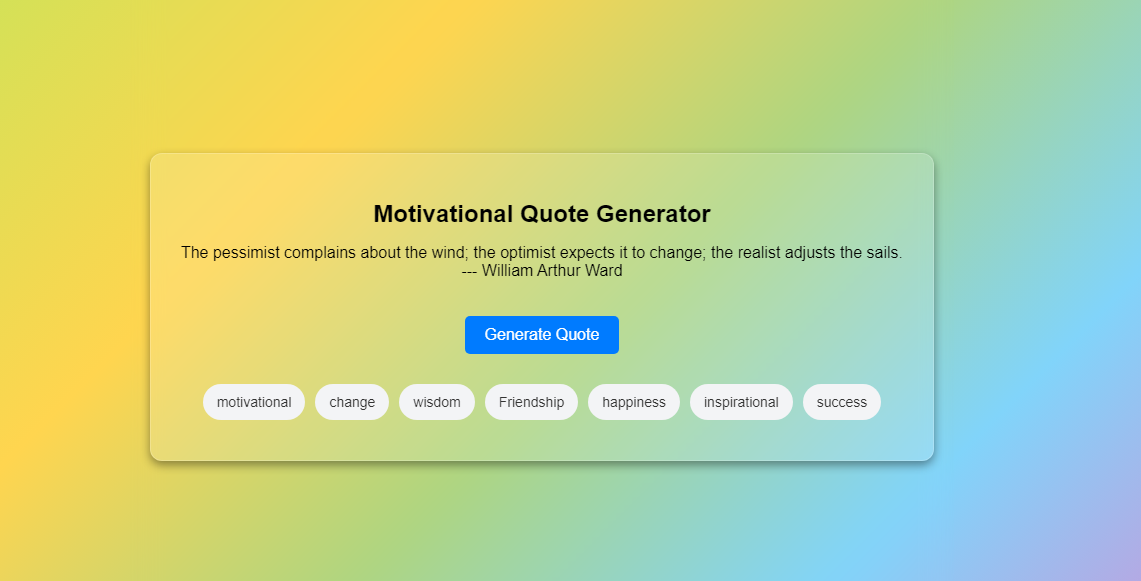 Motivational Quote Generator
The pessimist complains about the wind; the optimist expects it to change; the realist adjusts the sails.
--- William Arthur Ward
Generate Quote
motivational change wisdom Friendship happiness inspirational success